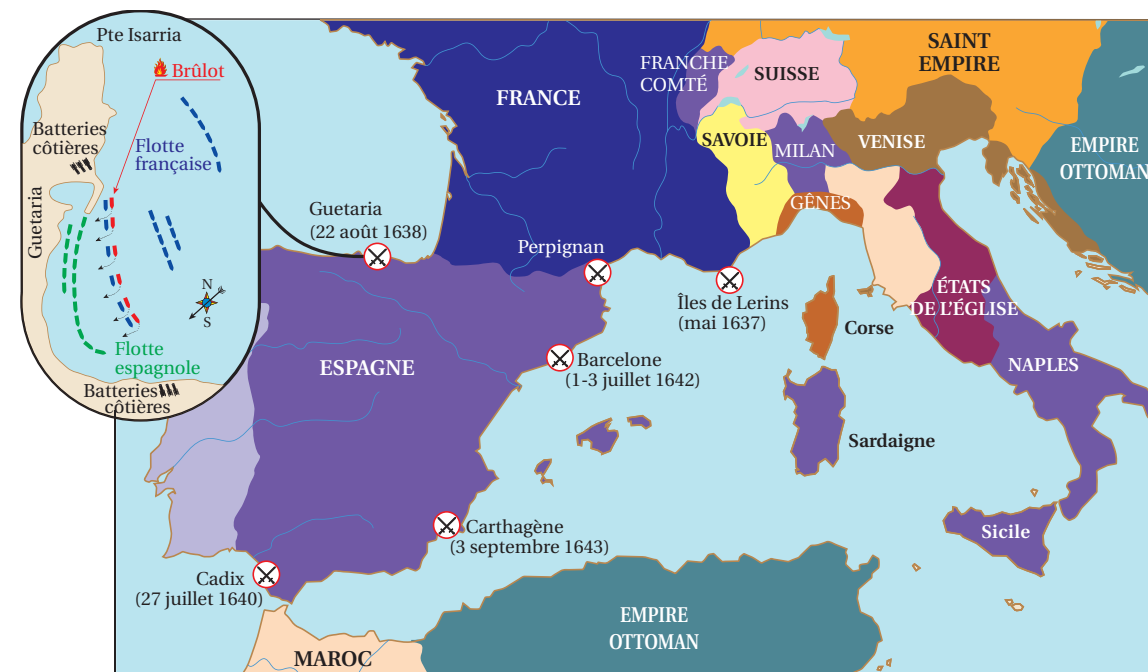 Pte Isarria
Brûlot
Batteries
côtières
Flotte
française
Guetaria
N
S
Flotte
espagnole
Batteries
côtières
FRANCHE
COMTÉ
SUISSE
SAINT
EMPIRE
FRANCE
SAVOIE
MILAN
VENISE
EMPIRE
OTTOMAN
GÊNES
Guetaria
(22 août 1638)
Perpignan
Îles de Lerins
(mai 1637)
ÉTATS
DE L'ÉGLISE
Corse
ESPAGNE
Barcelone
(1-3 juillet 1642)
NAPLES
Sardaigne
Carthagène
(3 septembre 1643)
Sicile
Cadix
(27 juillet 1640)
EMPIRE
OTTOMAN
MAROC